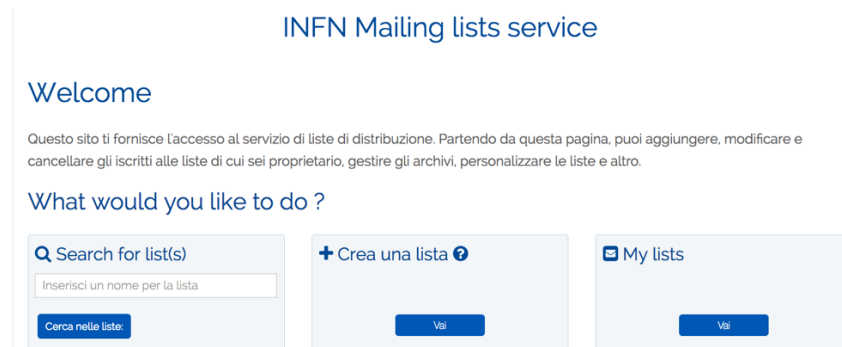 INFN Mailing lists service
Welcome
Questo sito ti fornisce l'accesso al servizio di liste di distribuzione. Partendo da questa pagina, puoi aggiungere, modificare e
cancellare gli iscritti alle liste di cui sei proprietario, gestire gli archivi, personalizzare le liste e altro.
What would you like to do ?
Search for list(s)
Inserisci un nome per la lista
Cerca nelle liste:
Crea una lista
Vai
My lists
Vai